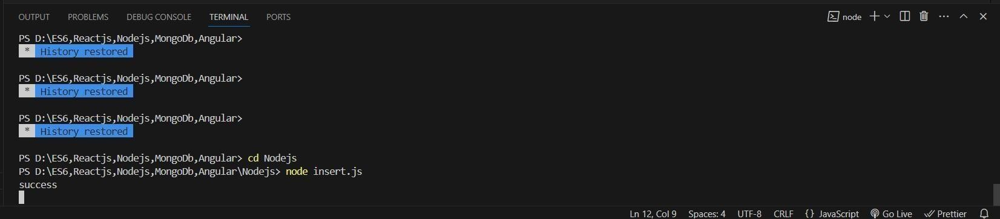 OUTPUT PROBLEMS DEBUG CONSOLE TERMINAL PORTS node
PS D:\ES6,Reactjs,Nodejs,MongoDb,Angular>
* History restored
PS D:\ES6,Reactjs,Nodejs,MongoDb,Angular>
* History restored
PS D:\ES6,Reactjs,Nodejs,MongoDb,Angular>
* History restored
PS D:\ES6,Reactjs,Nodejs,MongoDb,Angular> cd Nodejs
PS D:\ES6,Reactjs,Nodejs,MongoDb,Angular\Nodejs> node insert.js
success
Ln 12, Col 9 Spaces: 4 UTF-8 CRLF {} JavaScript Go Live Prettier